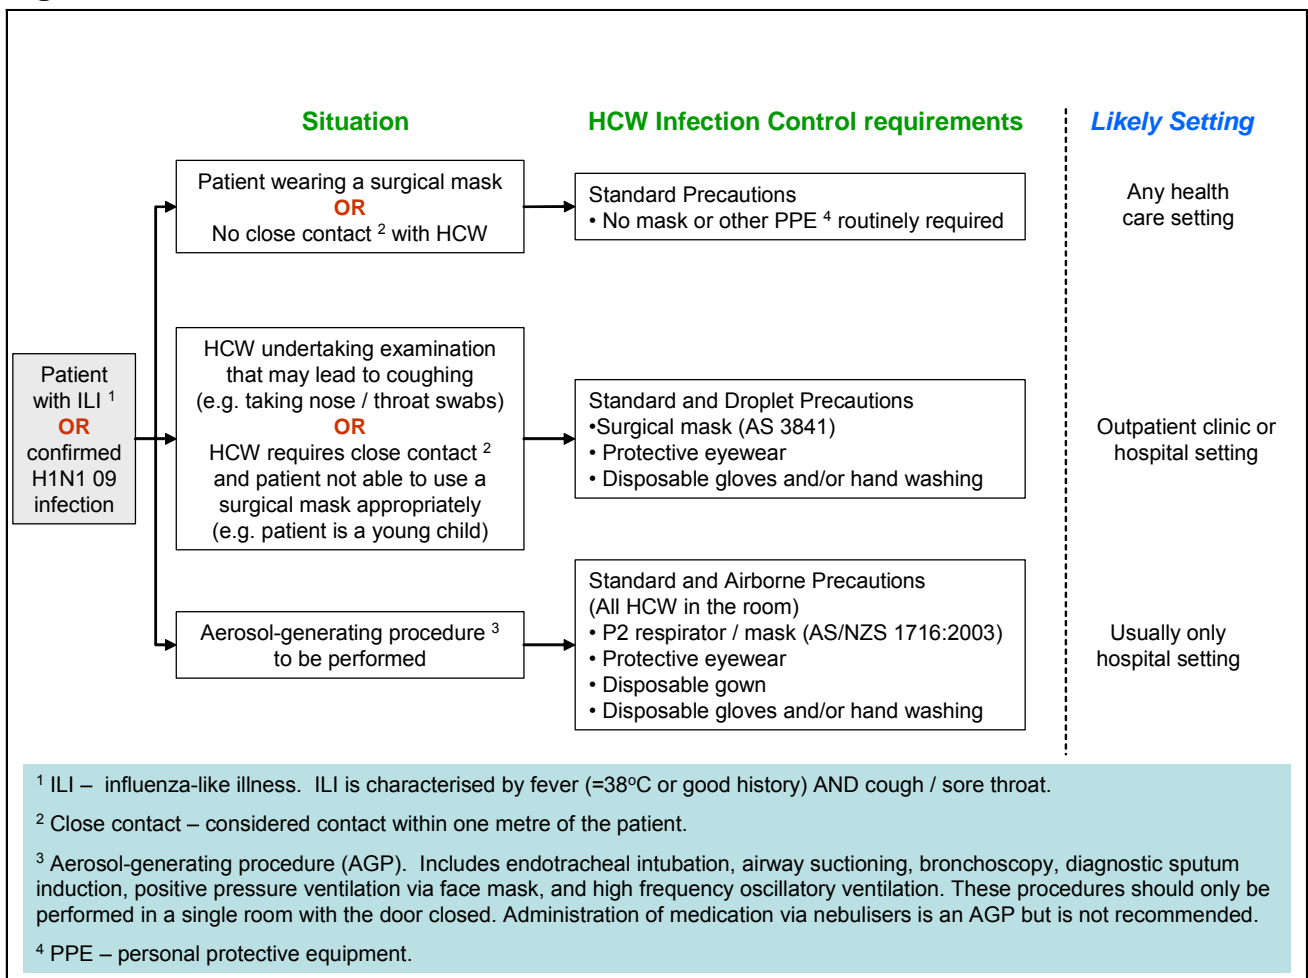 Situation
HCW Infection Control requirements
Likely Setting
Patient wearing a surgical mask
OR
No close contact ² with HCW
Standard Precautions
• No mask or other PPE ⁴ routinely required
Any health
care setting
Patient
with ILI ¹
OR
confirmed
H1N1 09
infection
HCW undertaking examination
that may lead to coughing
(e.g. taking nose / throat swabs)
OR
HCW requires close contact ²
and patient not able to use a
surgical mask appropriately
(e.g. patient is a young child)
Standard and Droplet Precautions
•Surgical mask (AS 3841)
• Protective eyewear
• Disposable gloves and/or hand washing
Outpatient clinic or
hospital setting
Aerosol-generating procedure ³
to be performed
Standard and Airborne Precautions
(All HCW in the room)
• P2 respirator / mask (AS/NZS 1716:2003)
• Protective eyewear
• Disposable gown
• Disposable gloves and/or hand washing
Usually only
hospital setting
¹ ILI – influenza-like illness. ILI is characterised by fever (=38°C or good history) AND cough / sore throat.
² Close contact – considered contact within one metre of the patient.
³ Aerosol-generating procedure (AGP). Includes endotracheal intubation, airway suctioning, bronchoscopy, diagnostic sputum
induction, positive pressure ventilation via face mask, and high frequency oscillatory ventilation. These procedures should only be
performed in a single room with the door closed. Administration of medication via nebulisers is an AGP but is not recommended.
⁴ PPE – personal protective equipment.